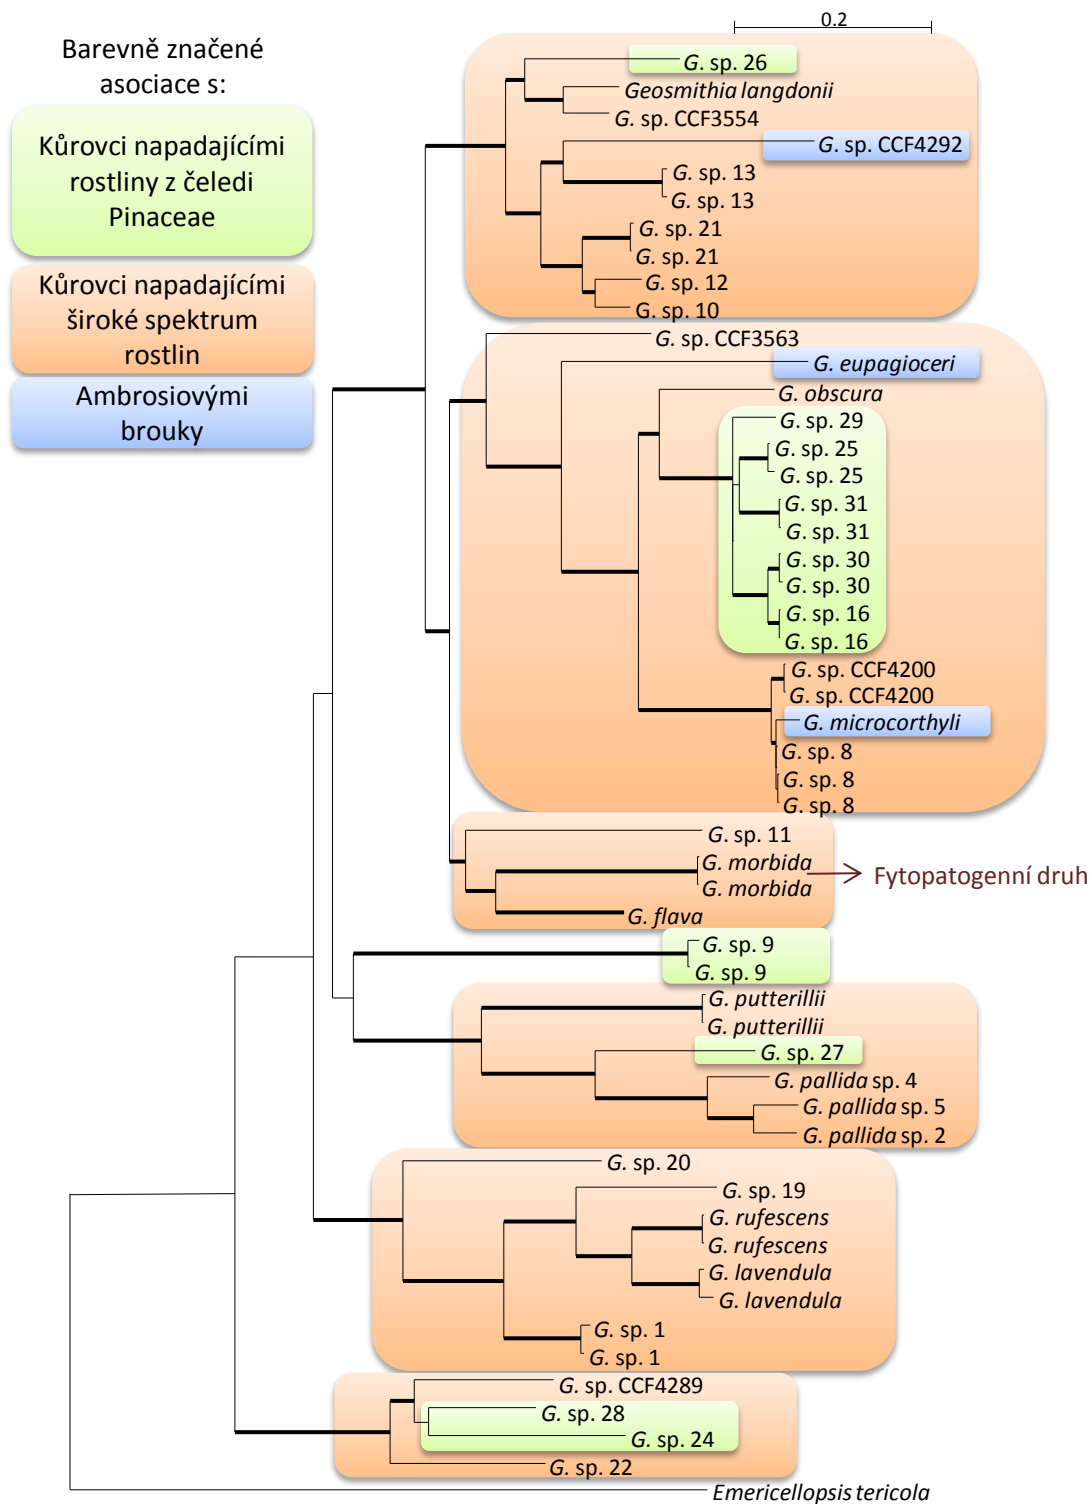 0.2
Barevně značené
asociace s:
Kůrovci napadajícími
rostliny z čeledi
Pinaceae
Kůrovci napadajícími
široké spektrum
rostlin
Ambrosiovými
brouky
G. sp. 26
Geosmithia langdonii
G. sp. CCF3554
G. sp. CCF4292
G. sp. 13
G. sp. 13
G. sp. 21
G. sp. 21
G. sp. 12
G. sp. 10
G. sp. CCF3563
G. eupagioceri
G. obscura
G. sp. 29
G. sp. 25
G. sp. 25
G. sp. 31
G. sp. 31
G. sp. 30
G. sp. 30
G. sp. 16
G. sp. 16
G. sp. CCF4200
G. sp. CCF4200
G. microcorthyli
G. sp. 8
G. sp. 8
G. sp. 8
G. sp. 11
G. morbida
G. morbida
Fytopatogenní druh
G. flava
G. sp. 9
G. sp. 9
G. putterillii
G. putterillii
G. sp. 27
G. pallida sp. 4
G. pallida sp. 5
G. pallida sp. 2
G. sp. 20
G. sp. 19
G. rufescens
G. rufescens
G. lavendula
G. lavendula
G. sp. 1
G. sp. 1
G. sp. CCF4289
G. sp. 28
G. sp. 24
G. sp. 22
Emericellopsis tericola